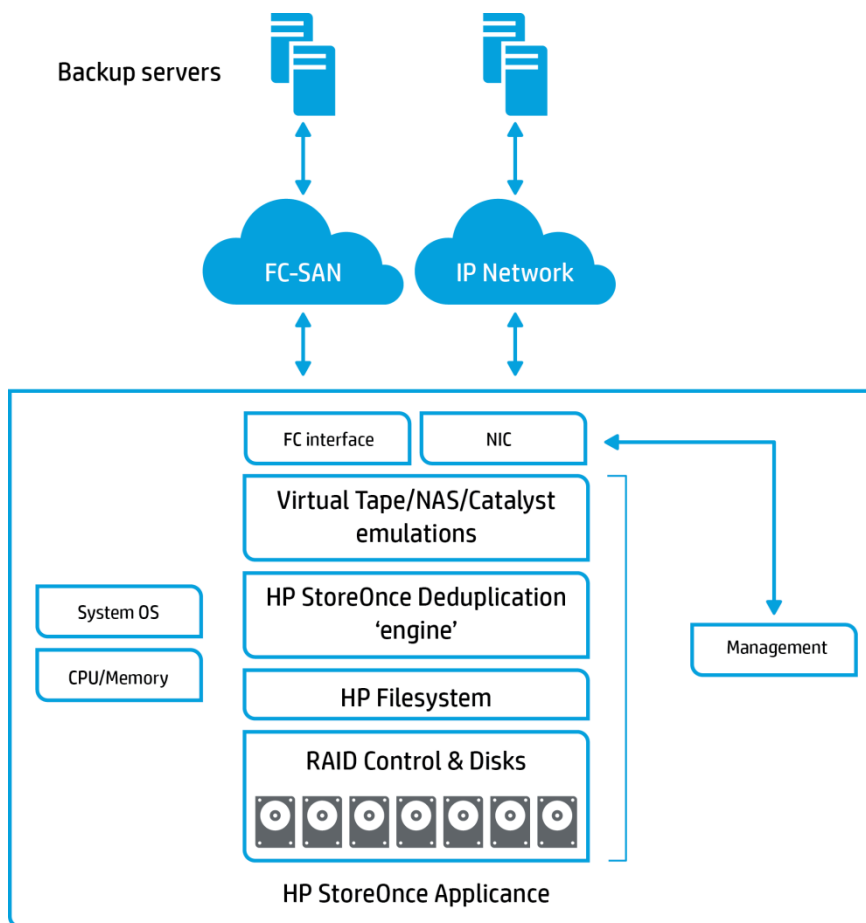 Backup servers
FC-SAN
IP Network
FC interface
NIC
Virtual Tape/NAS/Catalyst
emulations
HP StoreOnce Deduplication
‘engine’
System OS
CPU/Memory
Management
HP Filesystem
RAID Control & Disks
HP StoreOnce Applicance